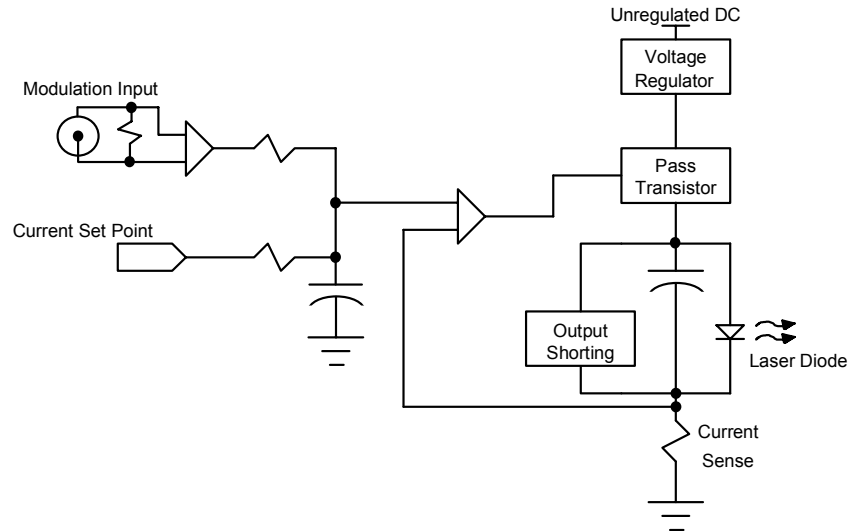 Unregulated DC
Voltage
Regulator
Modulation Input
Pass
Transistor
Current Set Point
Output
Shorting
Laser Diode
Current
Sense